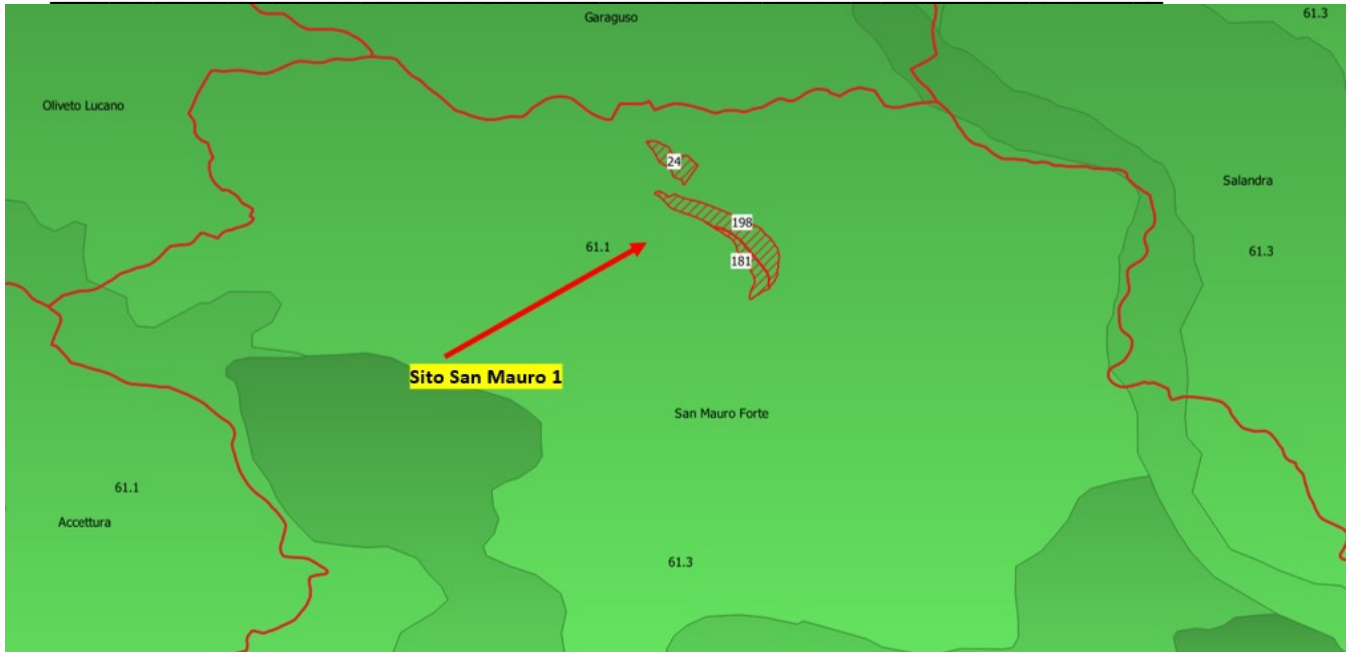 Garaguso
61.3
Oliveto Lucano
24
Salandra
198
61.1
61.3
181
Sito San Mauro 1
San Mauro Forte
61.1
Accettura
61.3